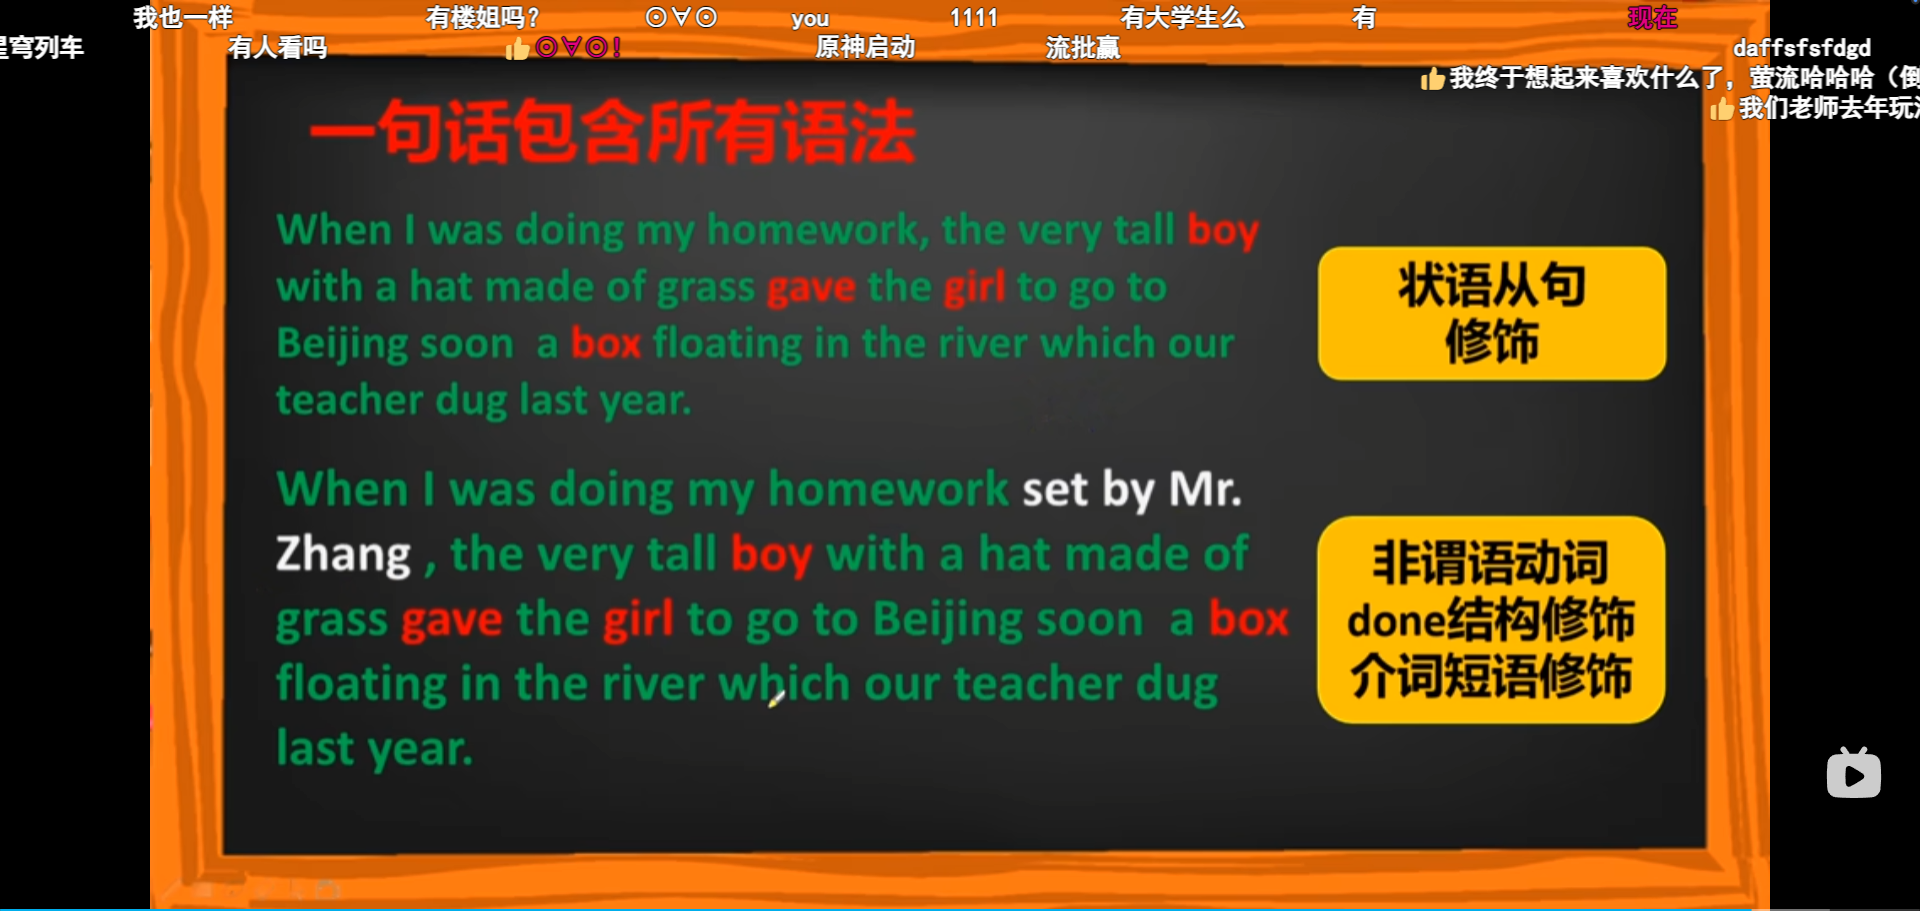 我也一样 有楼姐吗？ ⊙∀⊙ you 1111 有大学生么 有 现在
穹列车 有人看吗 ⊙∀⊙！ 原神启动 流批赢 daffsfsfdgd
我终于想起来喜欢什么了，萤流哈哈哈（倒
我们老师去年玩
一句话包含所有语法
When I was doing my homework, the very tall boy
with a hat made of grass gave the girl to go to
Beijing soon a box floating in the river which our
teacher dug last year.
状语从句
修饰
When I was doing my homework set by Mr.
Zhang , the very tall boy with a hat made of
grass gave the girl to go to Beijing soon a box
floating in the river which our teacher dug
last year.
非谓语动词
done结构修饰
介词短语修饰